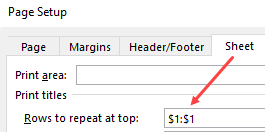 Page Setup
Page Margins Header/Footer Sheet
Print area:
Print titles
Rows to repeat at top: $1:$1